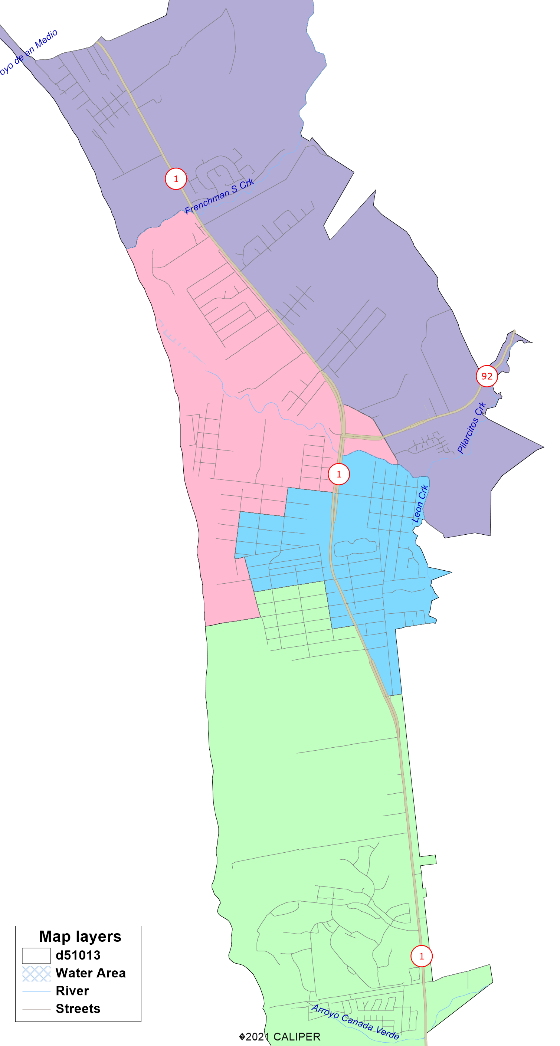 oyo de en Medio
1
Frenchman S Crk
92
Pilarcitos Crk
1
Leon Crk
Map layers
d51013
Water Area
River
Streets
1
Arroyo Canada Verde
©2021 CALIPER